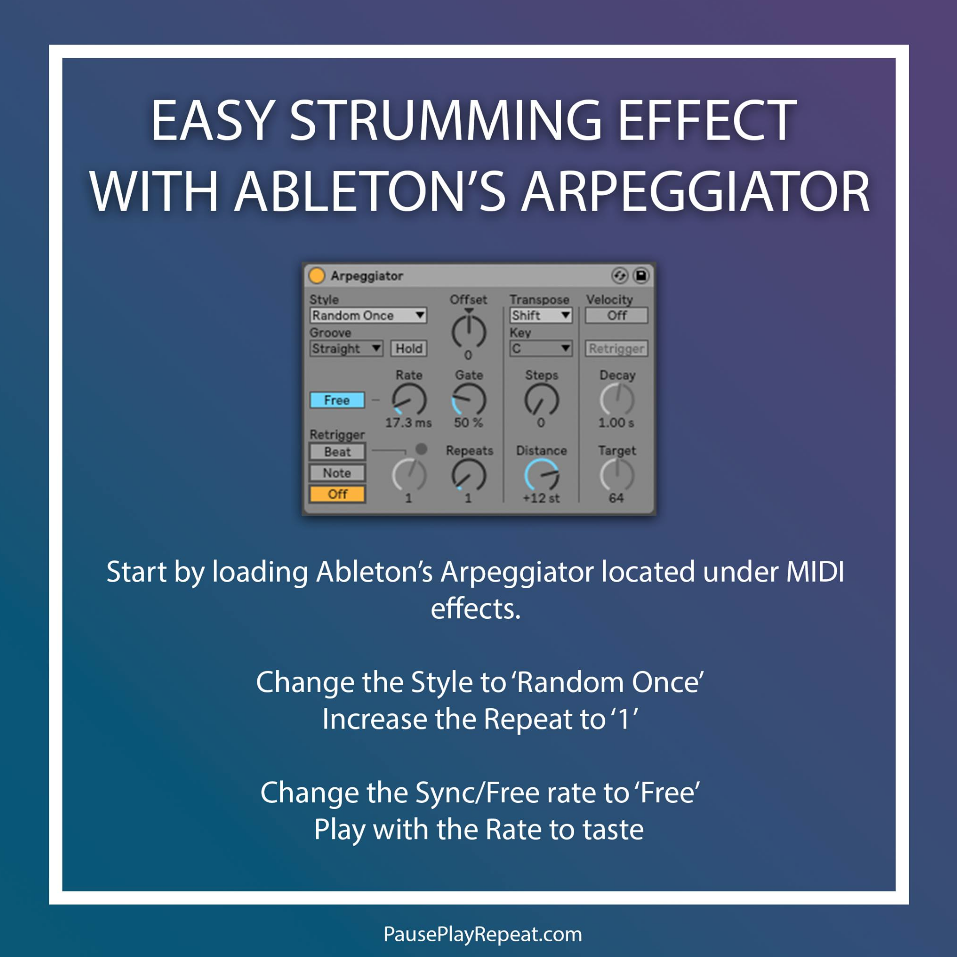 EASY STRUMMING EFFECT
WITH ABLETON’S ARPEGGIATOR
Arpeggiator
Style
Random Once
Groove
Straight
Hold
Offset
0
Transpose
Shift
Key
C
Velocity
Off
Retrigger
Free
Rate
17.3 ms
Gate
50 %
Steps
0
Decay
1.00 s
Retrigger
Beat
Note
Off
1
Repeats
1
Distance
+12 st
Target
64
Start by loading Ableton’s Arpeggiator located under MIDI
effects.
Change the Style to ‘Random Once’
Increase the Repeat to ‘1’
Change the Sync/Free rate to ‘Free’
Play with the Rate to taste
PausePlayRepeat.com